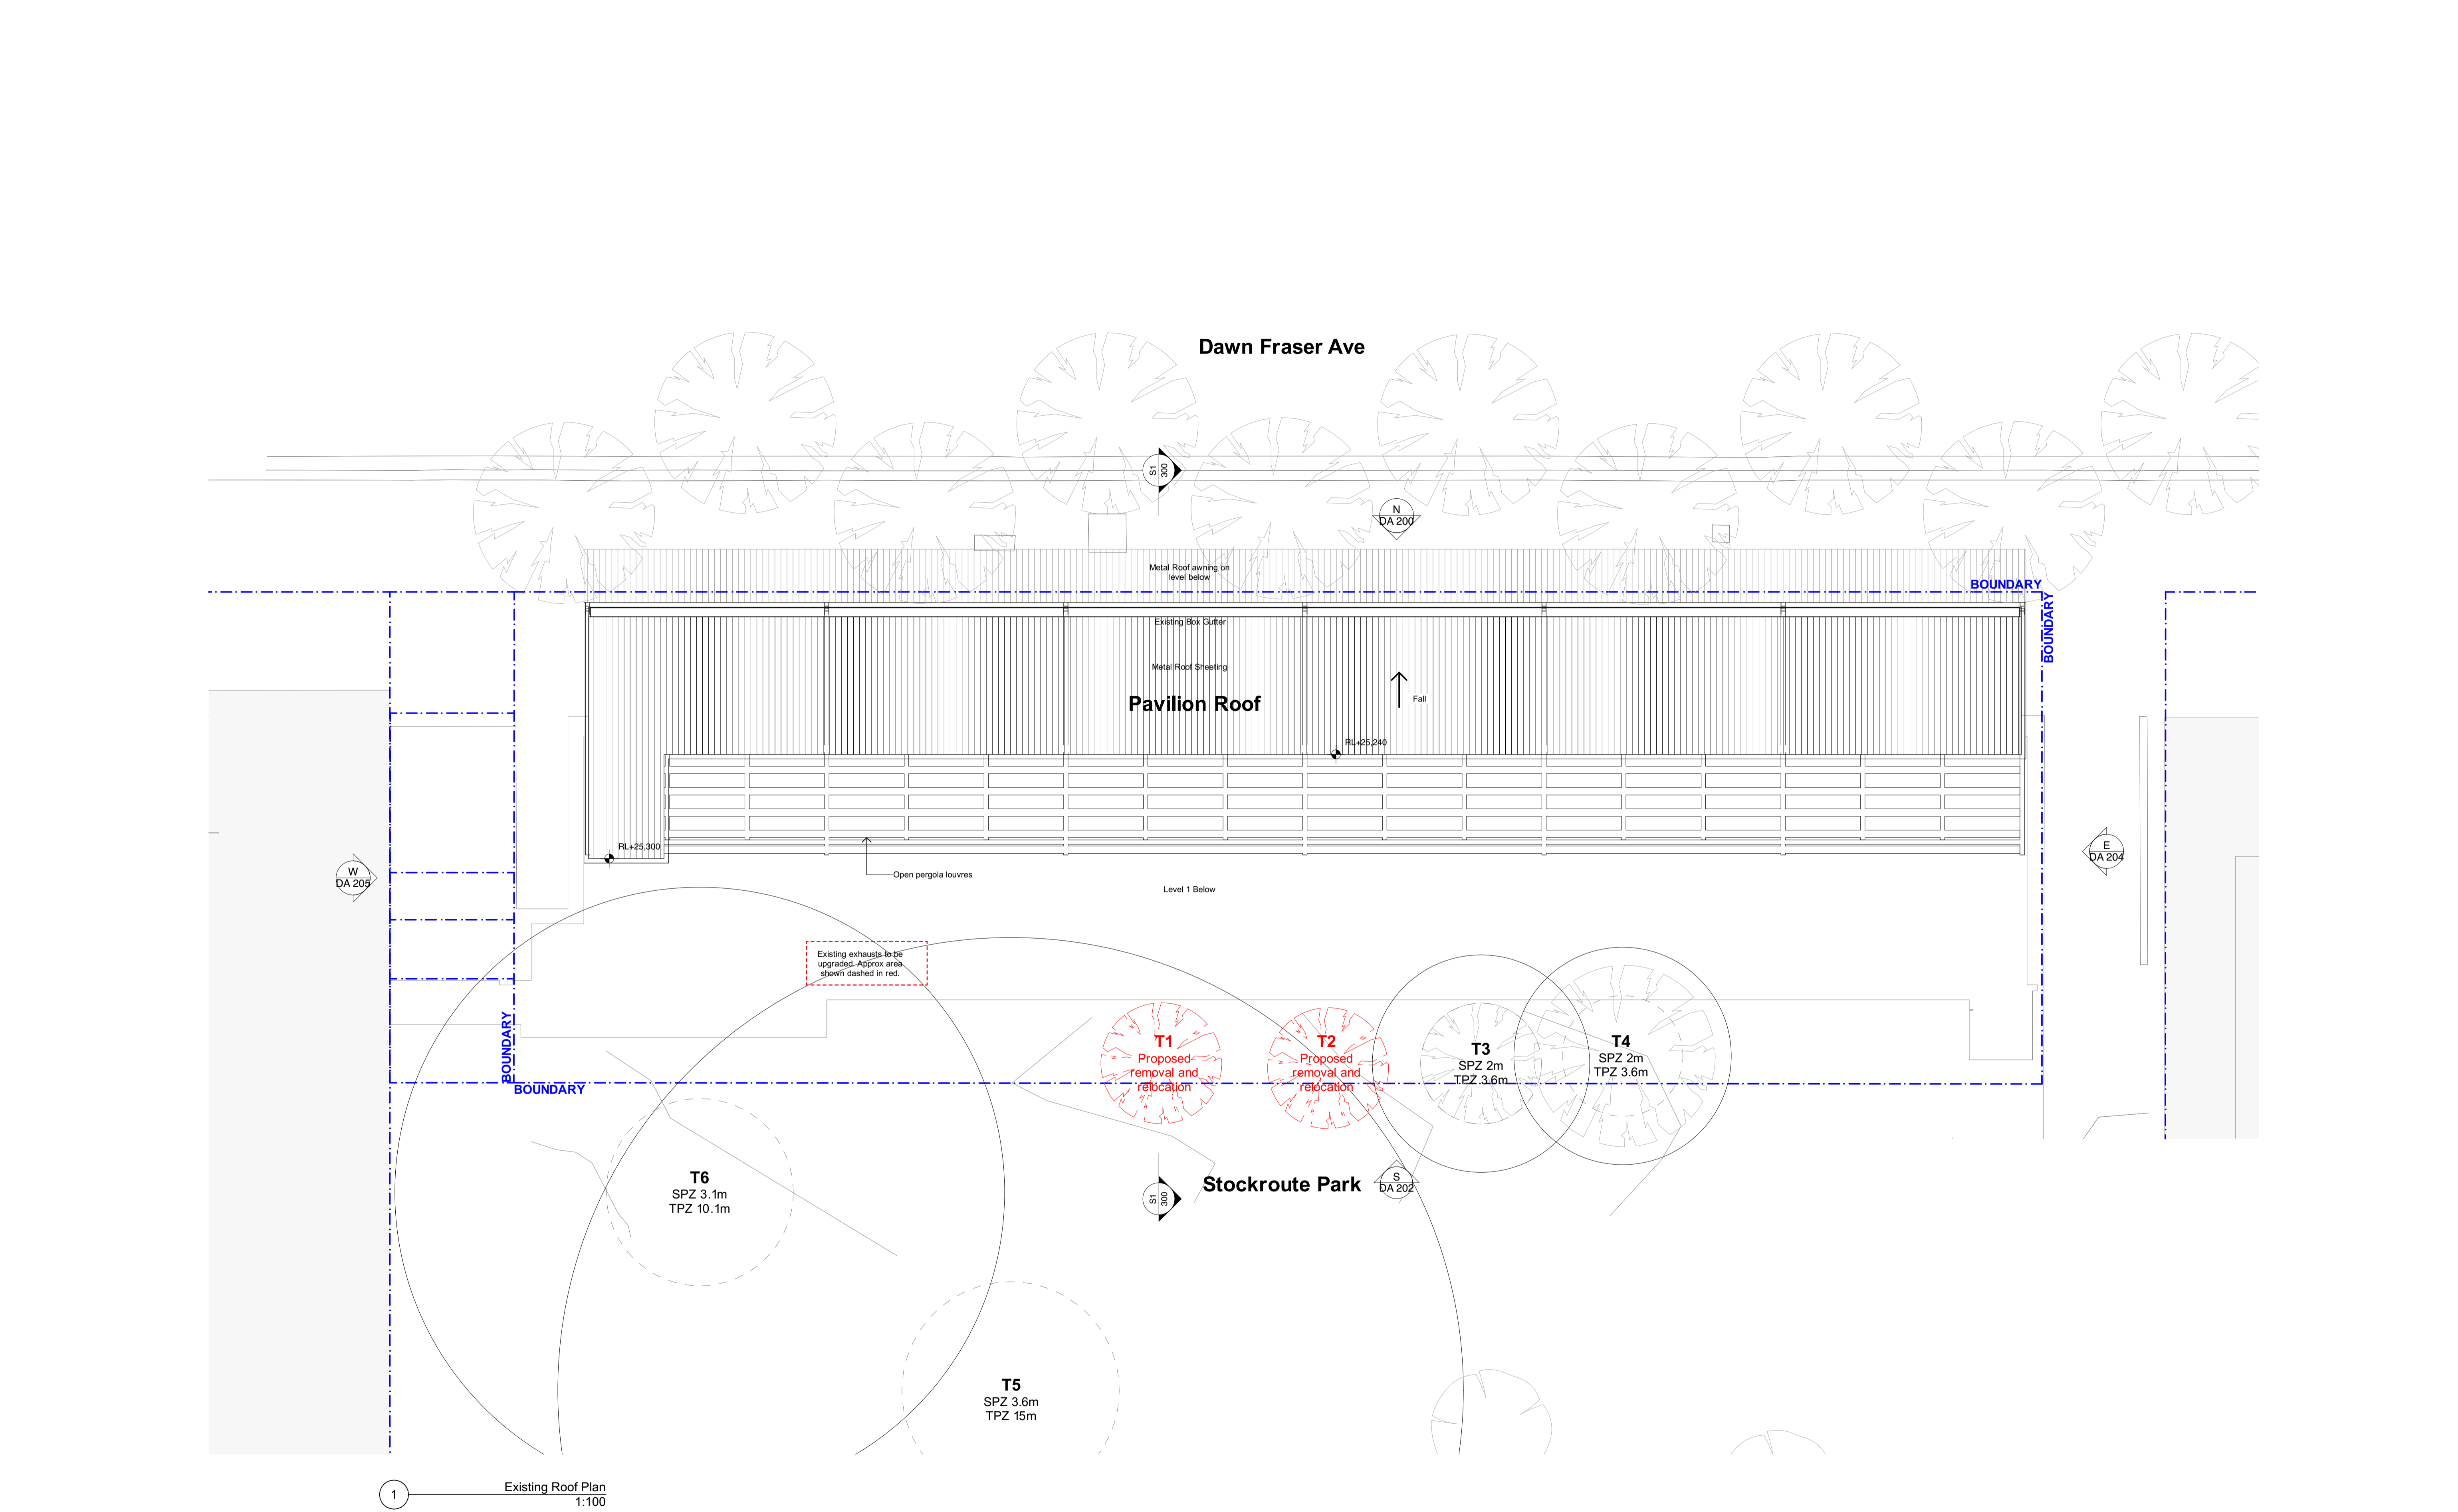 Dawn Fraser Ave
S1
300
N
DA 200
Metal Roof awning on
level below
BOUNDARY
BOUNDARY
Existing Box Gutter
Metal Roof Sheeting
Pavilion Roof
Fall
RL+25,240
RL+25,300
W
DA 205
E
DA 204
Open pergola louvres
Level 1 Below
Existing exhausts to be
upgraded. Approx area
shown dashed in red.
BOUNDARY
BOUNDARY
T1
Proposed
removal and
relocation
T2
Proposed
removal and
relocation
T3
SPZ 2m
TPZ 3.6m
T4
SPZ 2m
TPZ 3.6m
T6
SPZ 3.1m
TPZ 10.1m
S1
300
Stockroute Park
S
DA 202
T5
SPZ 3.6m
TPZ 15m
1
Existing Roof Plan
1:100